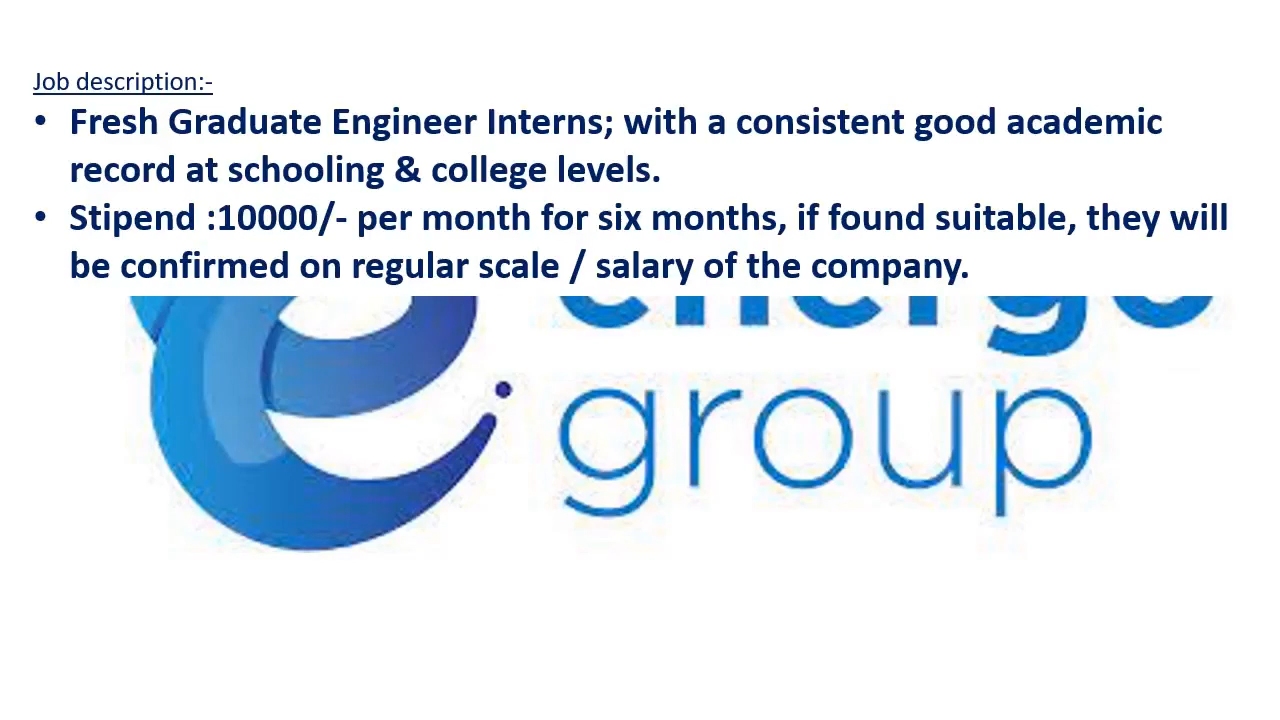 Job description:-
• Fresh Graduate Engineer Interns; with a consistent good academic
record at schooling & college levels.
• Stipend :10000/- per month for six months, if found suitable, they will
be confirmed on regular scale / salary of the company.
group